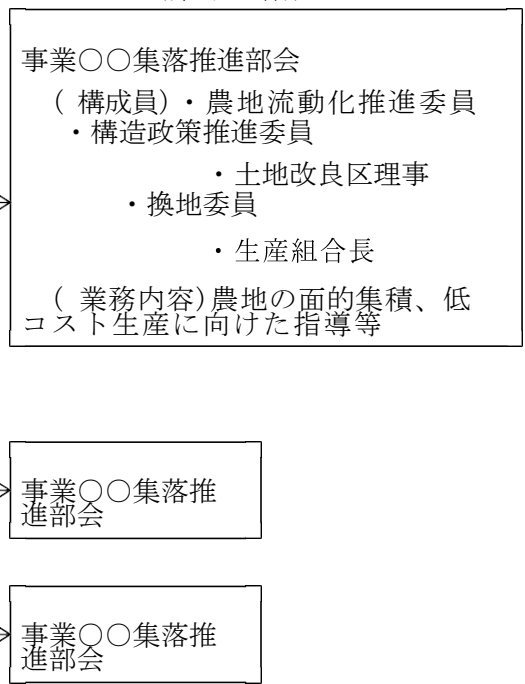 事業○○集落推進部会
( 構成員)・農地流動化推進委員
・構造政策推進委員
・土地改良区理事
・換地委員
・生産組合長
( 業務内容)農地の面的集積、低
コスト生産に向けた指導等
事業○○集落推
進部会
事業○○集落推
進部会